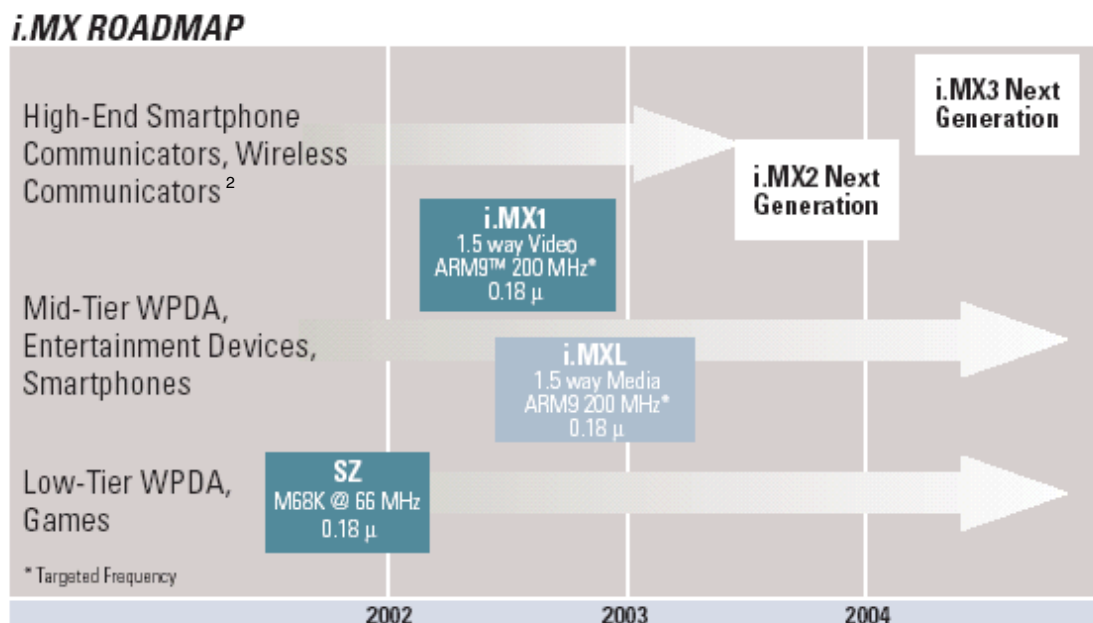 i.MX ROADMAP
High-End Smartphone
Communicators, Wireless
Communicators 2
i.MX3 Next
Generation
i.MX2 Next
Generation
i.MX1
1.5 way Video
ARM9™ 200 MHz*
0.18 µ
Mid-Tier WPDA,
Entertainment Devices,
Smartphones
i.MXL
1.5 way Media
ARM9 200 MHz*
0.18 µ
Low-Tier WPDA,
Games
SZ
M68K @ 66 MHz
0.18 µ
* Targeted Frequency
2002
2003
2004